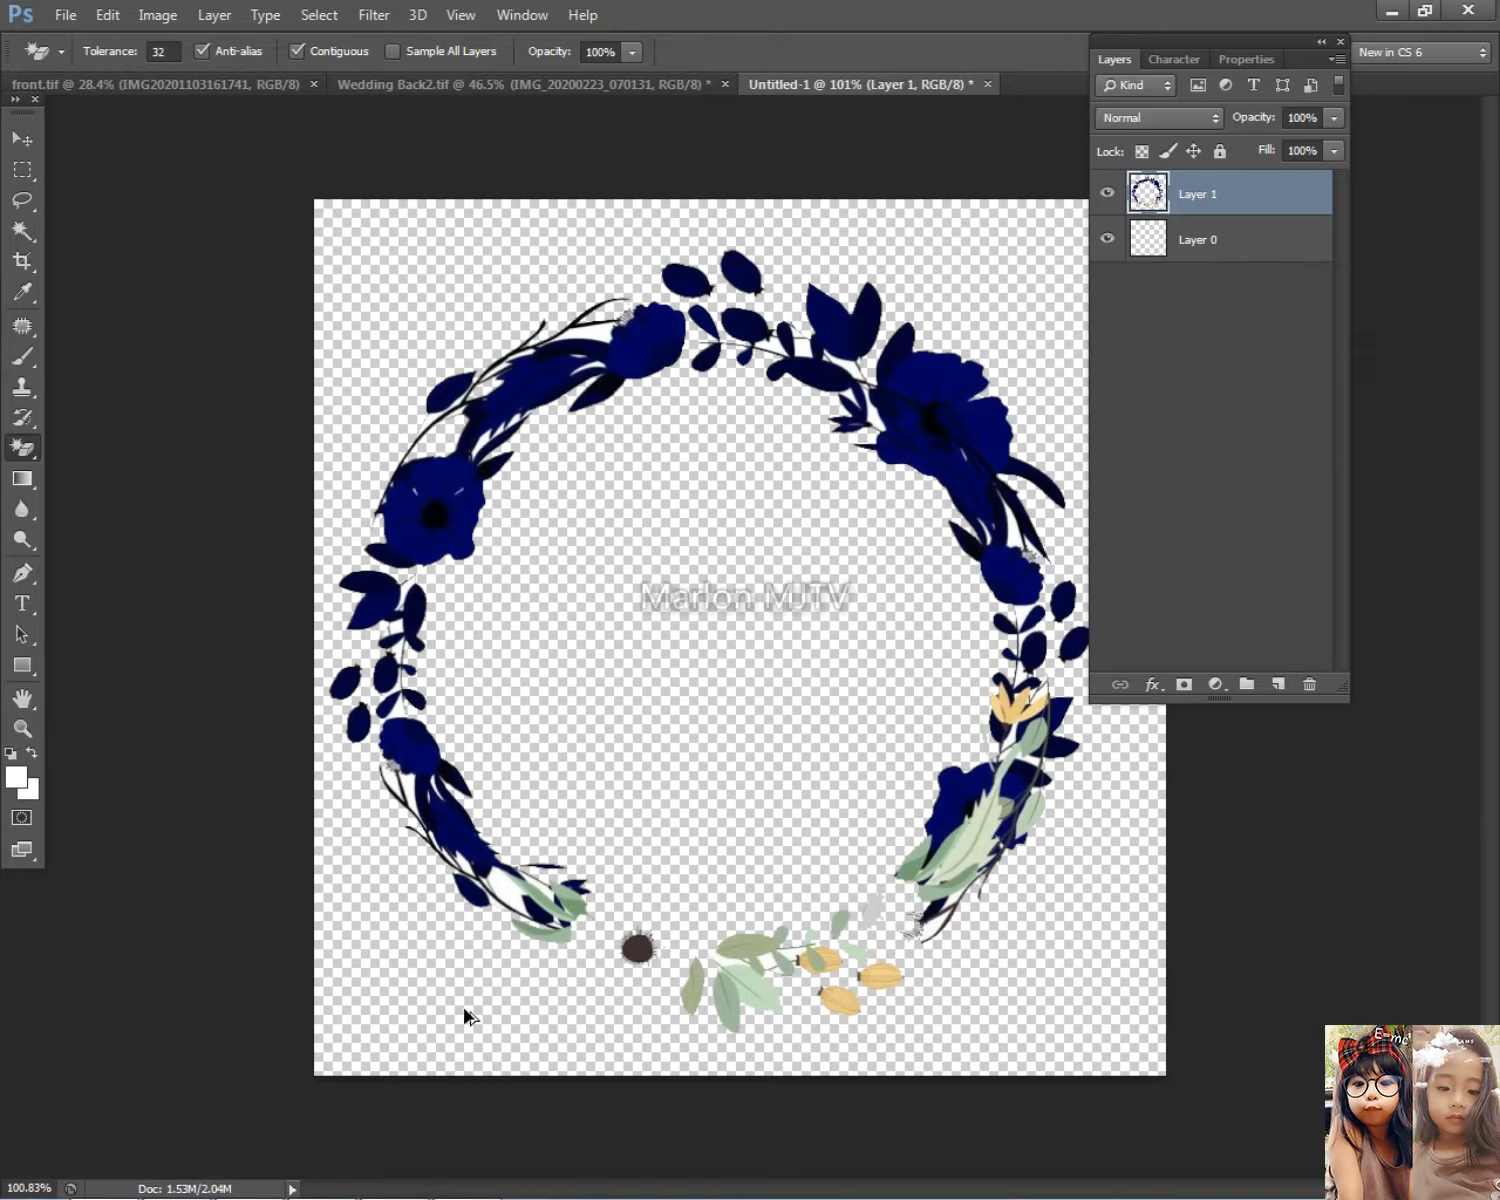 Ps File Edit Image Layer Type Select Filter 3D View Window Help
Tolerance: 32 Anti-alias Contiguous Sample All Layers Opacity: 100% New in CS 6
front.tif @ 28.4% (IMG20201103161741, RGB/8) Wedding Back2.tif @ 46.5% (IMG_20200223_070131, RGB/8) * Untitled-1 @ 101% (Layer 1, RGB/8) *
Layers Character Properties
Kind
Normal Opacity: 100%
Lock: Fill: 100%
Layer 1
Layer 0
Marlon MJTV
fx
E=mc²
100.83% Doc: 1.53M/2.04M